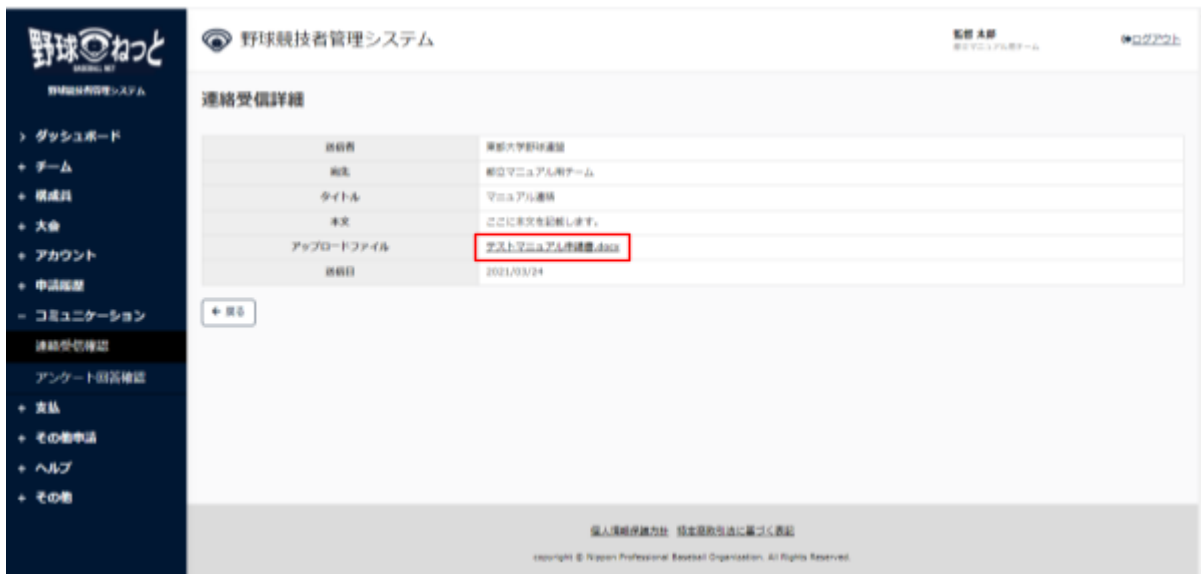 野球ねっと
BASEBALL NET
野球競技者管理システム
野球競技者管理システム
監督 太郎
ログアウト
連絡受信詳細
ダッシュボード
チーム
構成員
大会
アカウント
申請履歴
コミュニケーション
連絡受信確認
アンケート回答確認
支払
その他申請
ヘルプ
その他
送信者
東都大学野球連盟
宛先
都立マニュアル用チーム
タイトル
マニュアル連絡
本文
ここに本文を記載します。
アップロードファイル
テストマニュアル申請書.docx
送信日
2021/03/24
戻る
個人情報保護方針 特定商取引法に基づく表記
copyright © Nippon Professional Baseball Organization. All Rights Reserved.